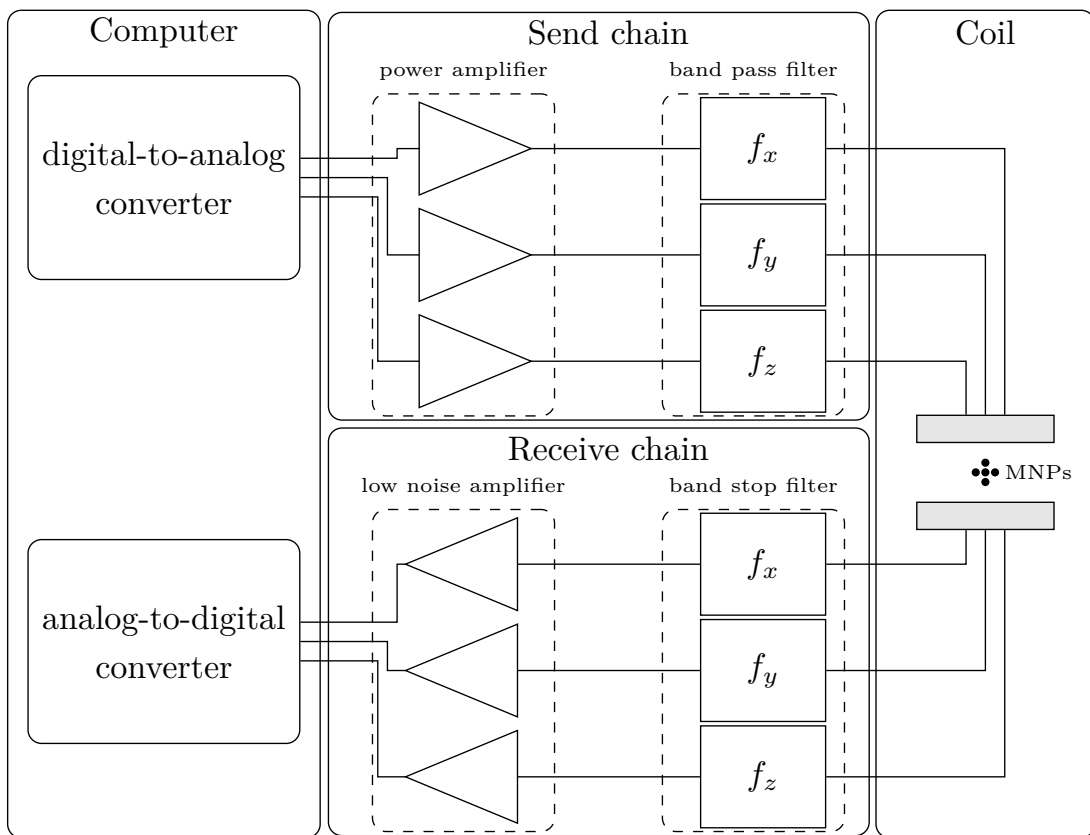 Computer
digital-to-analog
converter
analog-to-digital
converter
Send chain
power amplifier
band pass filter
f_x
f_y
f_z
Receive chain
low noise amplifier
band stop filter
f_x
f_y
f_z
Coil
MNPs